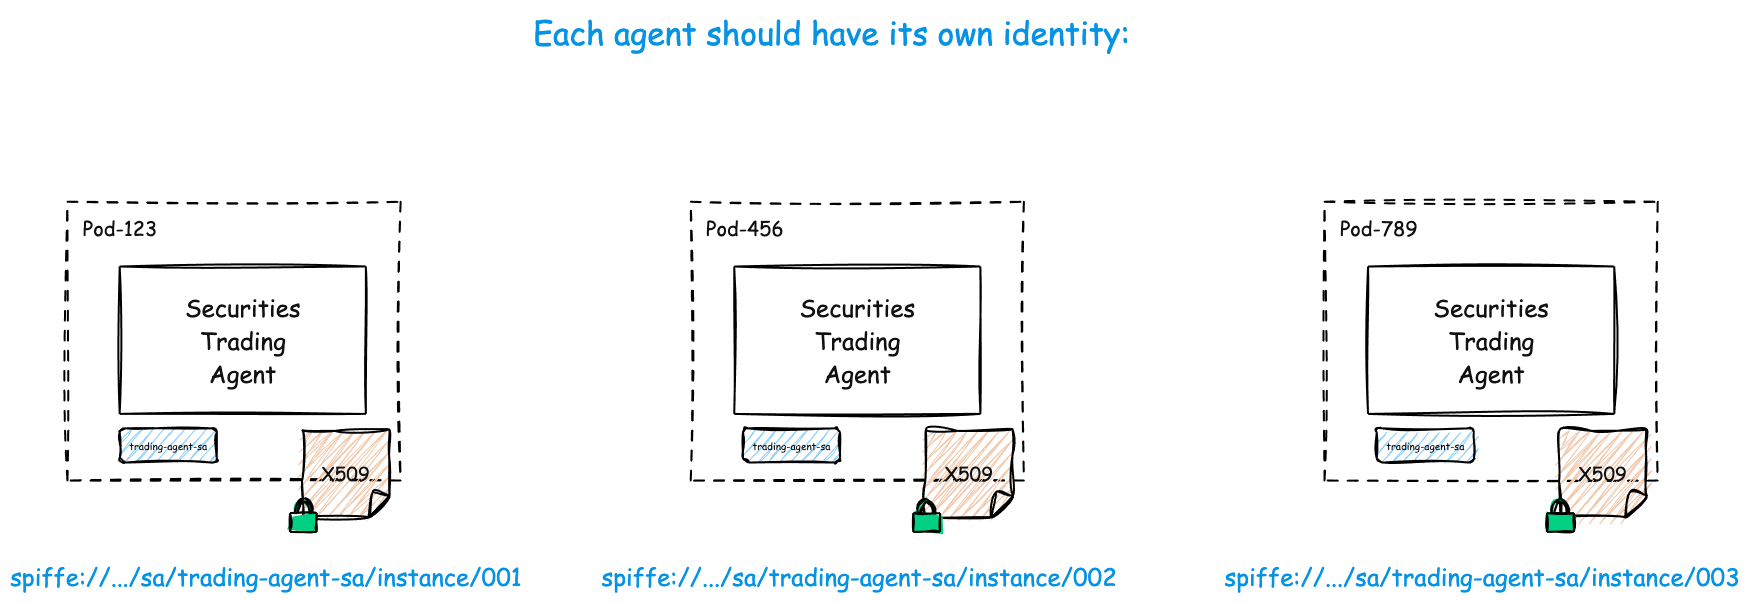 Each agent should have its own identity:
Pod-123
Securities
Trading
Agent
trading-agent-sa
X509
spiffe://.../sa/trading-agent-sa/instance/001
Pod-456
Securities
Trading
Agent
trading-agent-sa
X509
spiffe://.../sa/trading-agent-sa/instance/002
Pod-789
Securities
Trading
Agent
trading-agent-sa
X509
spiffe://.../sa/trading-agent-sa/instance/003